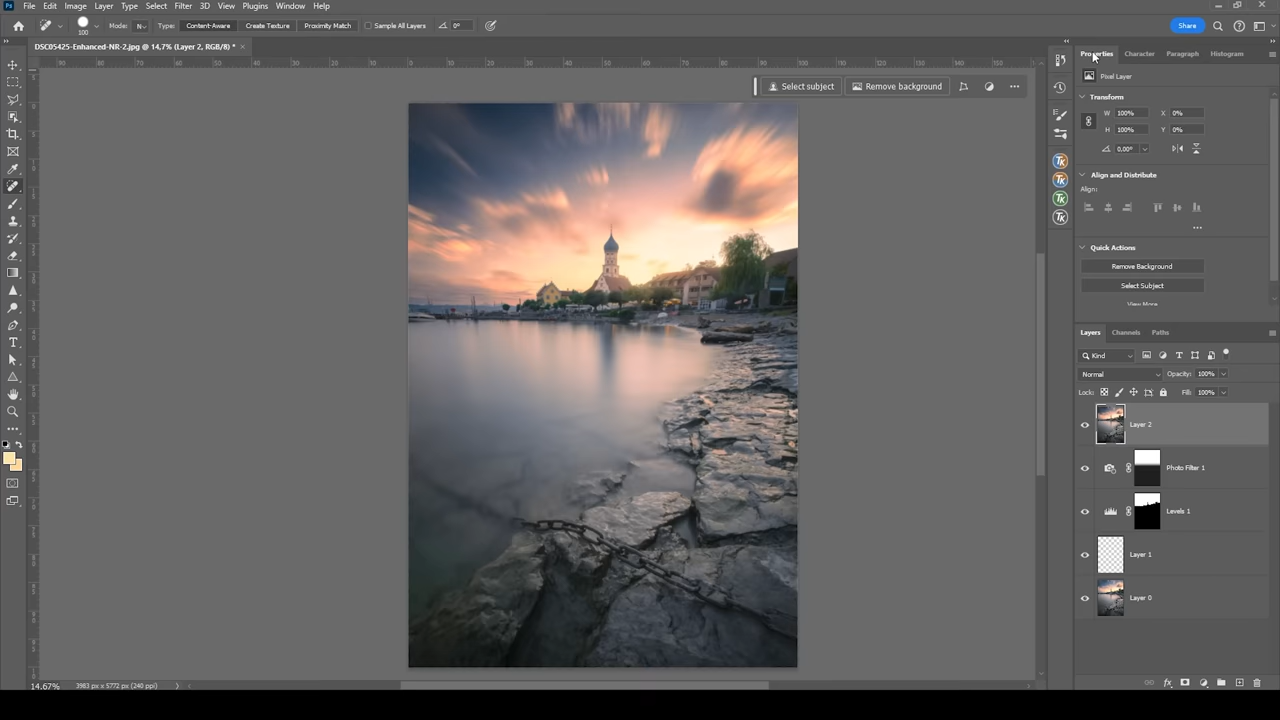 Ps File Edit Image Layer Type Select Filter 3D View Plugins Window Help
100 Mode: N Type: Content-Aware Create Texture Proximity Match Sample All Layers 0° Share
DSC05425-Enhanced-NR-2.jpg @ 14,7% (Layer 2, RGB/8) * ×
Properties Character Paragraph Histogram
Pixel Layer
Select subject Remove background
Transform
W 100% X 0%
H 100% Y 0%
0,00°
Align and Distribute
Align:
Quick Actions
Remove Background
Select Subject
View More
Layers Channels Paths
Kind
Normal Opacity: 100%
Lock: Fill: 100%
Layer 2
Photo Filter 1
Levels 1
Layer 1
Layer 0
14,67% 3983 px x 5772 px (240 ppi)